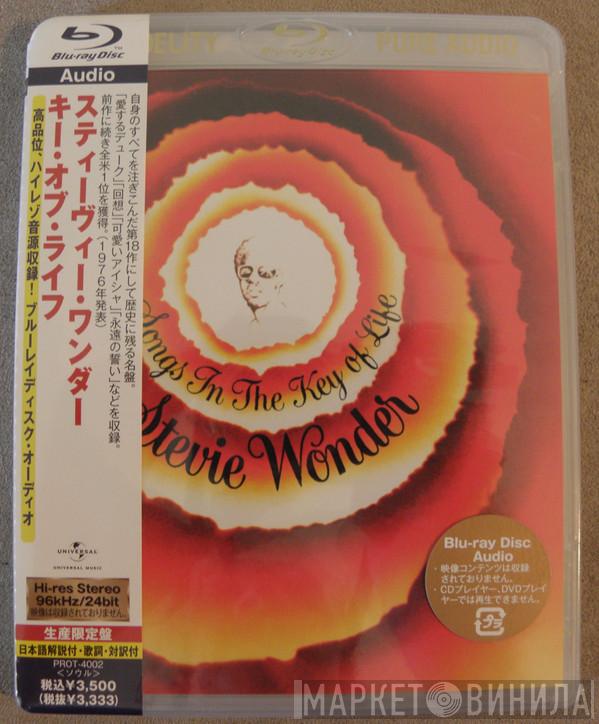 Blu-ray Disc
Audio
スティーヴィー・ワンダー
キー・オブ・ライフ
高品位、ハイレゾ音源収録！ブルーレイディスク・オーディオ
自身のすべてを注ぎこんだ第18作にして歴史に残る名盤。
「愛するデューク」「回想」「可愛いアイシャ」「永遠の誓い」などを収録。
前作に続き全米1位を獲得。（1976年発表）
UNIVERSAL
UNIVERSAL MUSIC
Hi-res Stereo
96kHz/24bit
映像は収録されておりません。
生産限定盤
日本語解説付・歌詞・対訳付
PROT-4002
<ソウル>
税込¥3,500
(税抜¥3,333)
DELITY
Blu-ray Disc
PURE AUDIO
Songs In The Key of Life
Stevie Wonder
Blu-ray Disc
Audio
・映像コンテンツは収録
されておりません。
・CDプレイヤー、DVDプレイ
ヤーでは再生できません。
プラ
МАРКЕТ ВИНИЛА